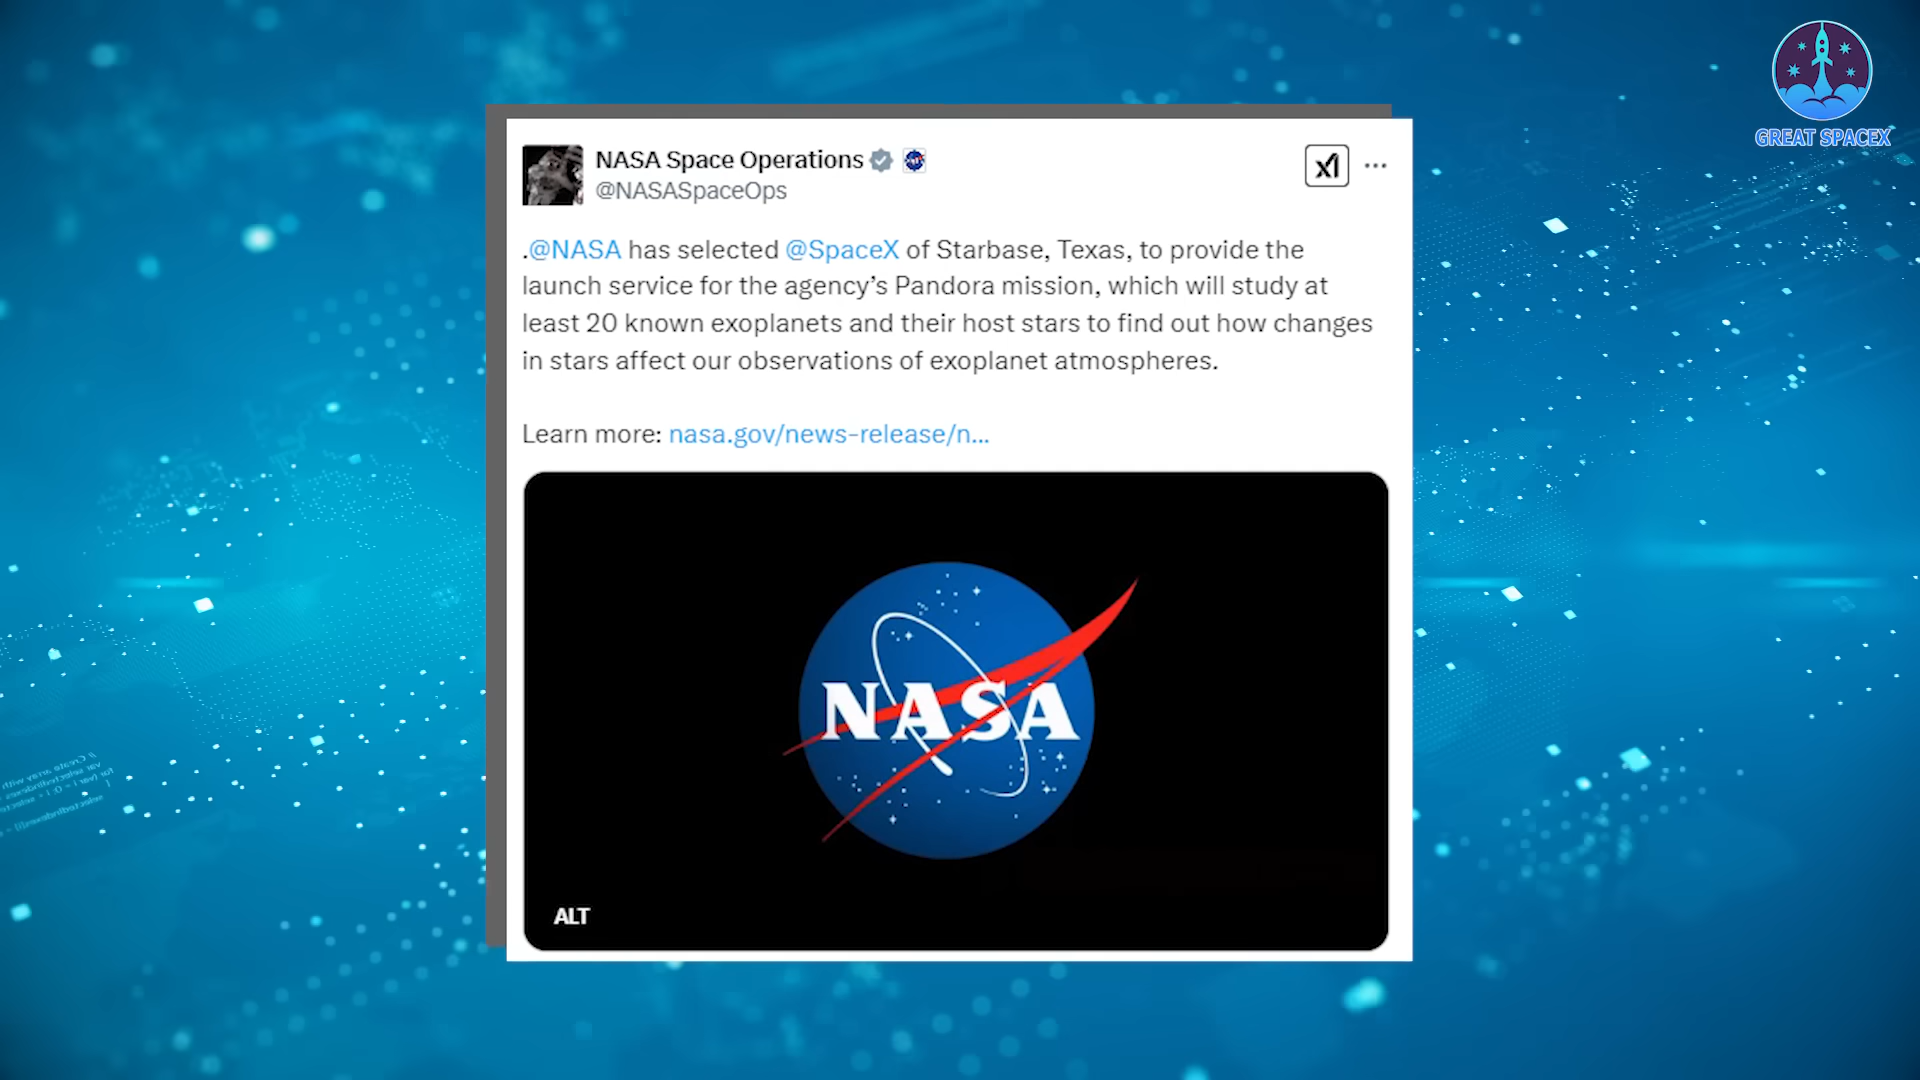 GREAT SPACEX
NASA Space Operations
@NASASpaceOps
.@NASA has selected @SpaceX of Starbase, Texas, to provide the
launch service for the agency’s Pandora mission, which will study at
least 20 known exoplanets and their host stars to find out how changes
in stars affect our observations of exoplanet atmospheres.
Learn more: nasa.gov/news-release/n...
NASA
ALT